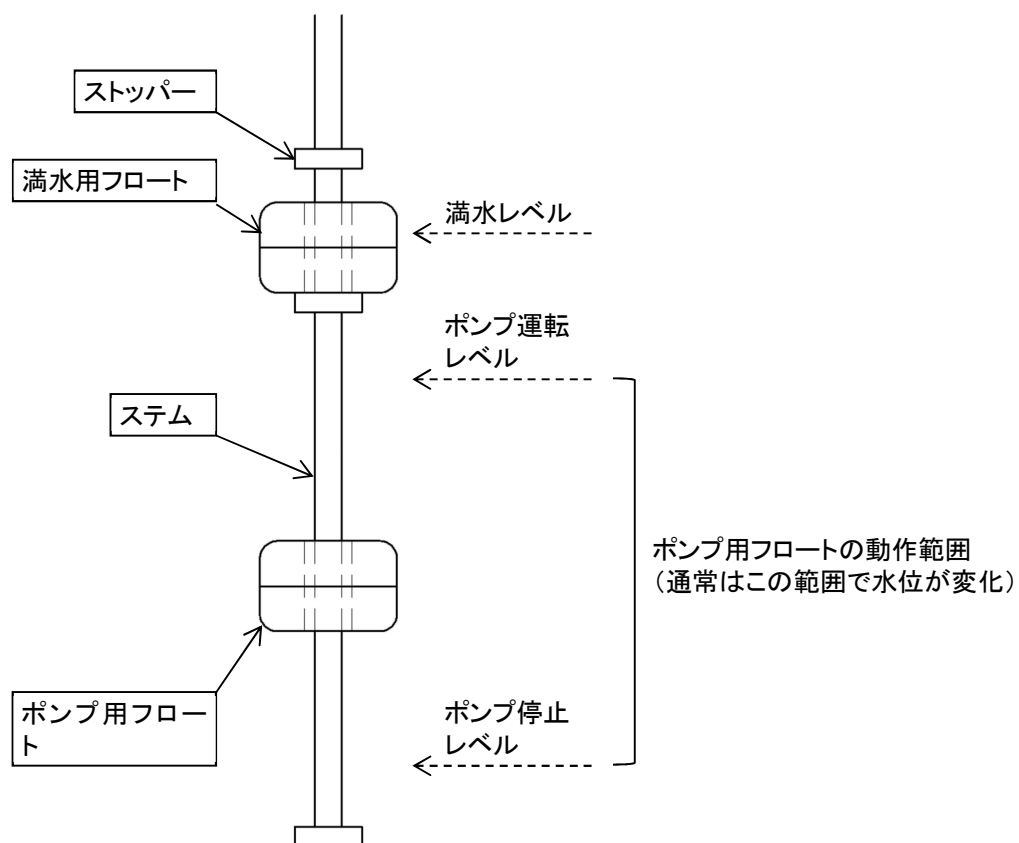 ストッパー
満水用フロート
満水レベル
ポンプ運転
レベル
ステム
ポンプ用フロートの動作範囲
（通常はこの範囲で水位が変化）
ポンプ用フロー
ト
ポンプ停止
レベル